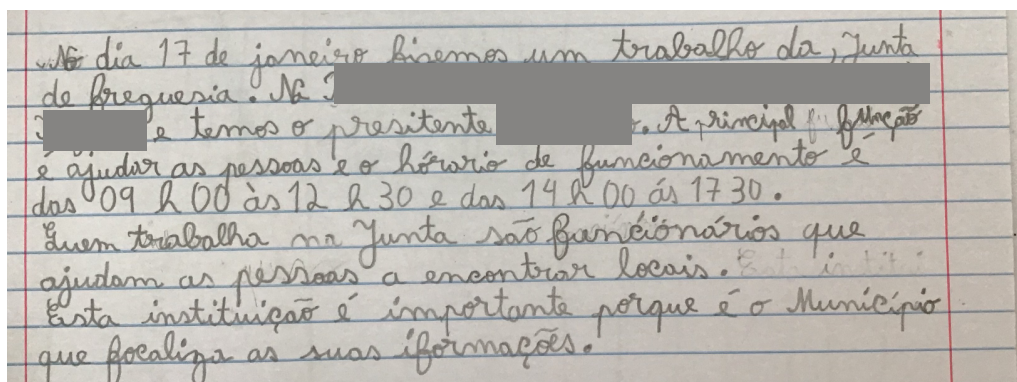 No dia 17 de janeiro fizemos um trabalho da, Junta
de freguesia. Na
e temos o presitente . A principal função
é ajudar as pessoas e o hórario de funcionamento é
das 09 h 00 às 12 h 30 e das 14 h 00 ás 17 30.
Quem trabalha na Junta são funciónários que
ajudam as pessoas a encontrar locais.
Esta instituição é importante porque é o Município
que focaliza as suas iformações.